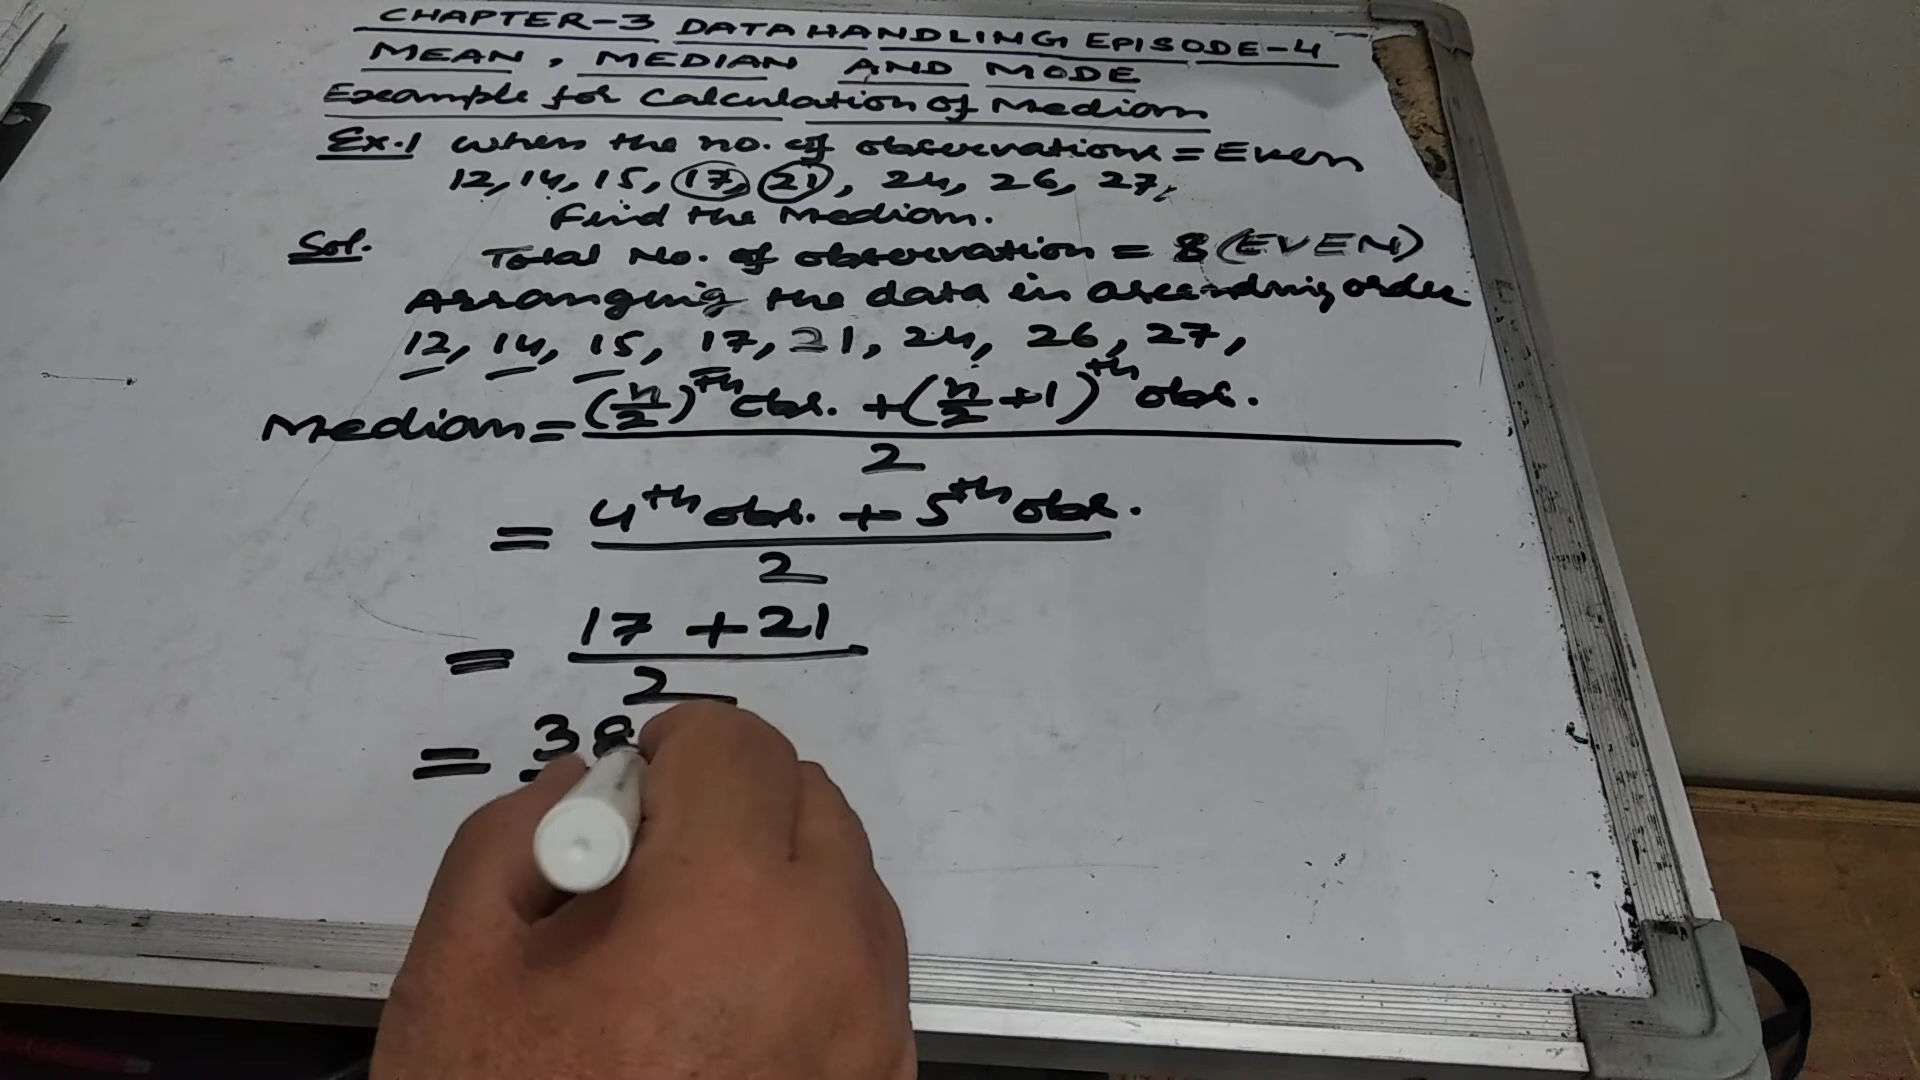 CHAPTER-3 DATA HANDLING EPISODE-4
MEAN, MEDIAN AND MODE
Example for Calculation of Median
Ex.1 when the no. of observations = Even
12, 14, 15, 17, 21, 24, 26, 27,
Find the Median.
Sol. Total No. of observation = 8 (EVEN)
Arranging the data in ascending order
12, 14, 15, 17, 21, 24, 26, 27,
Median = (n/2)th obs. + (n/2 + 1)th obs.
2
= 4th obs. + 5th obs.
2
= 17 + 21
2
= 38